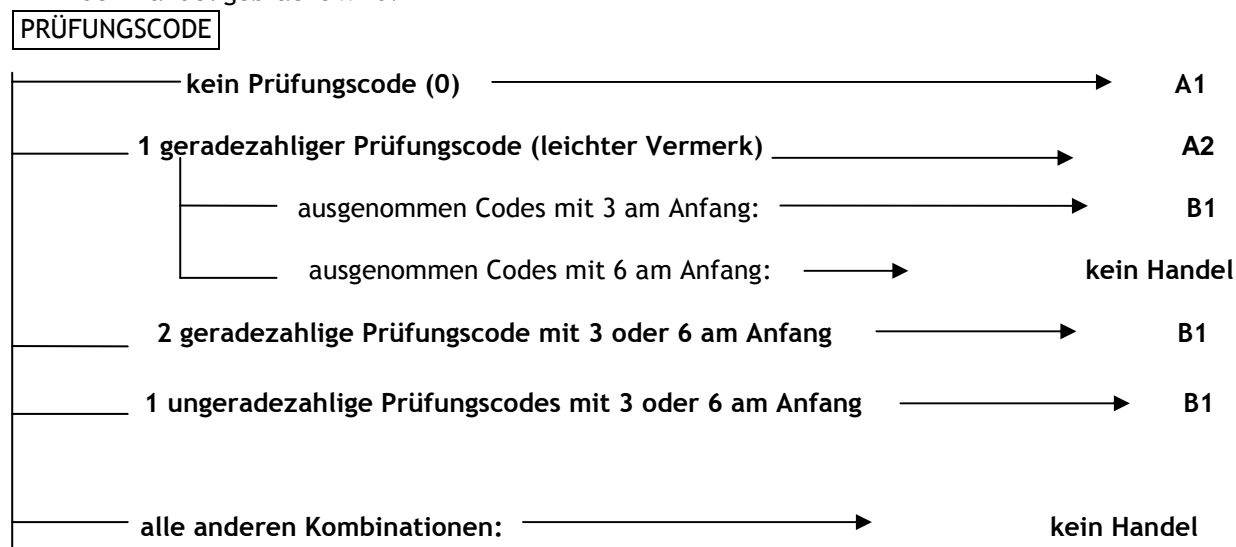 PRÜFUNGSCODE
kein Prüfungscode (0) A1
1 geradezahliger Prüfungscode (leichter Vermerk) A2
ausgenommen Codes mit 3 am Anfang: B1
ausgenommen Codes mit 6 am Anfang: kein Handel
2 geradezahlige Prüfungscode mit 3 oder 6 am Anfang B1
1 ungeradezahlige Prüfungscodes mit 3 oder 6 am Anfang B1
alle anderen Kombinationen: kein Handel